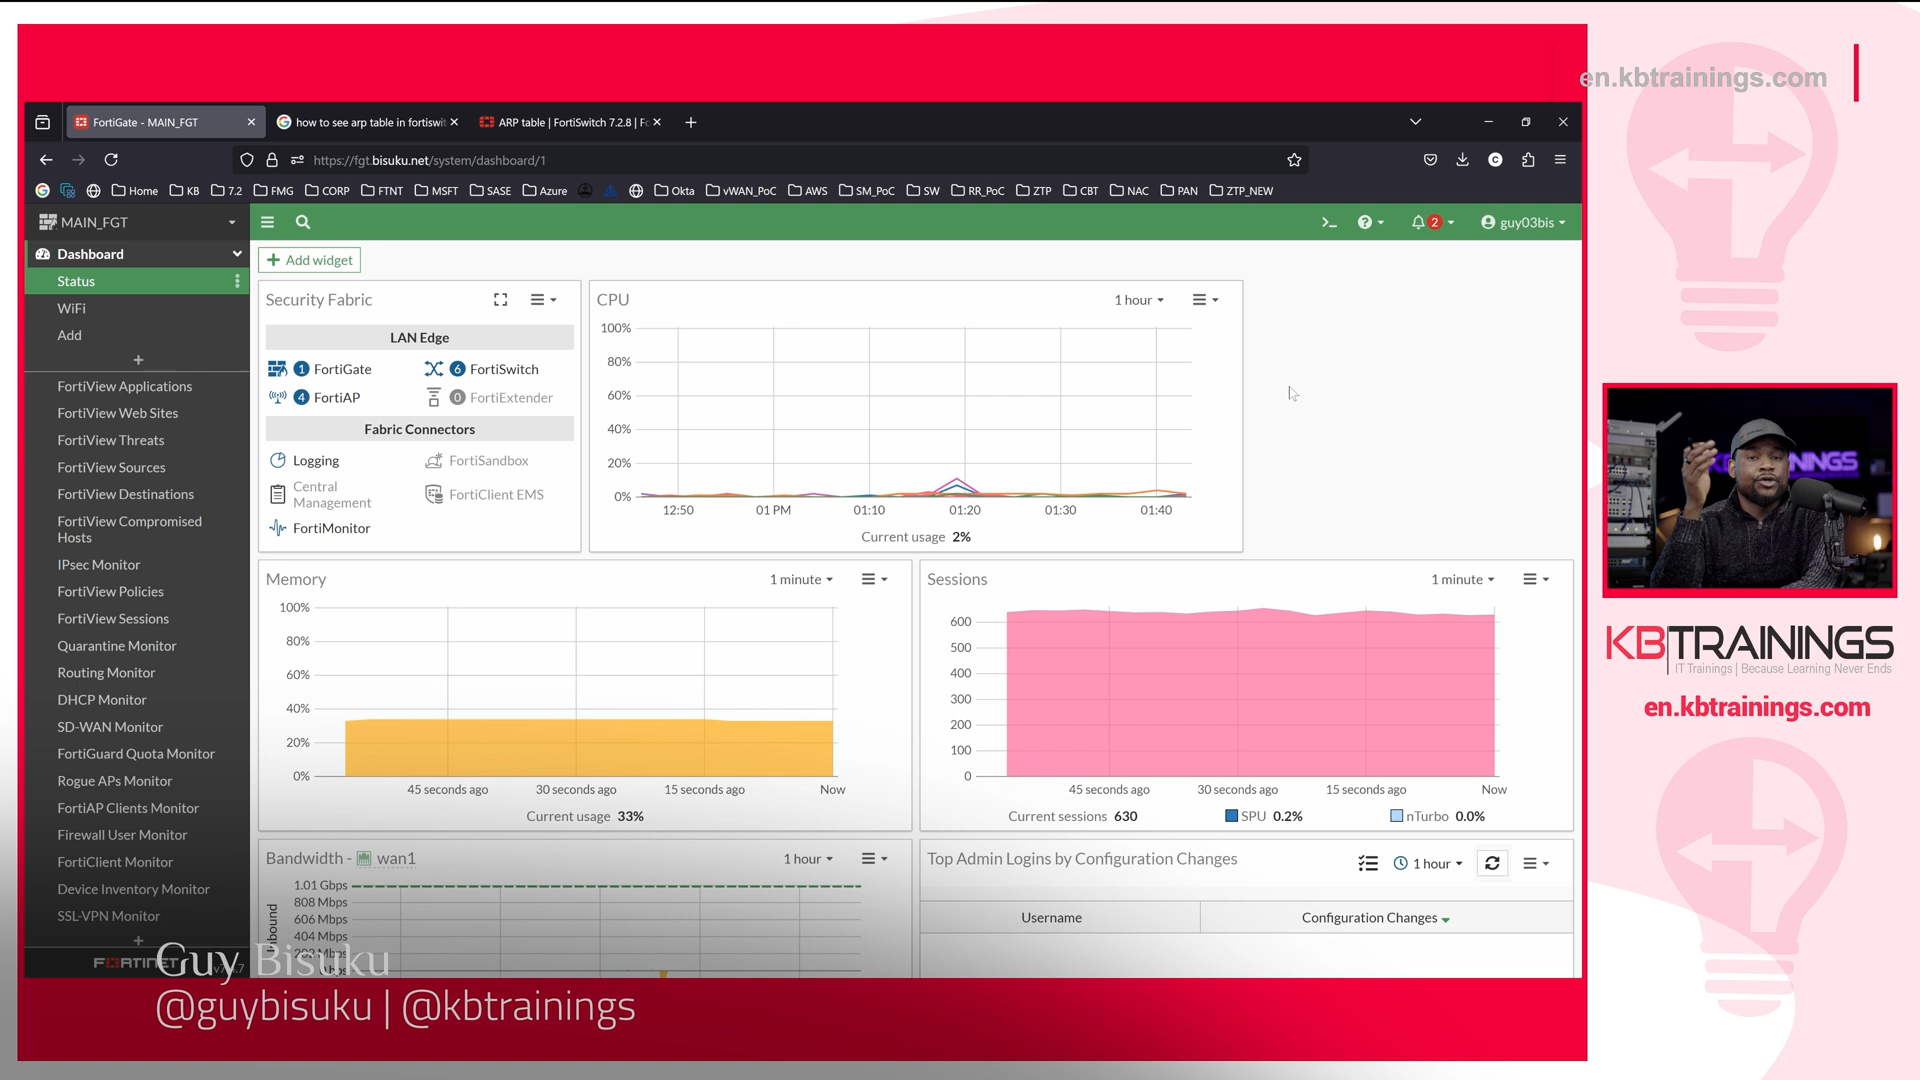 en.kbtrainings.com
FortiGate - MAIN_FGT
how to see arp table in fortiswit
ARP table | FortiSwitch 7.2.8 | Fo
https://fgt.bisuku.net/system/dashboard/1
Home KB 7.2 FMG CORP FTNT MSFT SASE Azure Okta vWAN_PoC AWS SM_PoC SW RR_PoC ZTP CBT NAC PAN ZTP_NEW
MAIN_FGT
2
guy03bis
Dashboard
Status
WiFi
Add
FortiView Applications
FortiView Web Sites
FortiView Threats
FortiView Sources
FortiView Destinations
FortiView Compromised
Hosts
IPsec Monitor
FortiView Policies
FortiView Sessions
Quarantine Monitor
Routing Monitor
DHCP Monitor
SD-WAN Monitor
FortiGuard Quota Monitor
Rogue APs Monitor
FortiAP Clients Monitor
Firewall User Monitor
FortiClient Monitor
Device Inventory Monitor
SSL-VPN Monitor
FORTINET
Add widget
Security Fabric
LAN Edge
1 FortiGate
6 FortiSwitch
4 FortiAP
0 FortiExtender
Fabric Connectors
Logging
FortiSandbox
Central
Management
FortiClient EMS
FortiMonitor
CPU
1 hour
100%
80%
60%
40%
20%
0%
12:50 01 PM 01:10 01:20 01:30 01:40
Current usage 2%
Memory
1 minute
100%
80%
60%
40%
20%
0%
45 seconds ago 30 seconds ago 15 seconds ago Now
Current usage 33%
Sessions
1 minute
600
500
400
300
200
100
0
45 seconds ago 30 seconds ago 15 seconds ago Now
Current sessions 630 SPU 0.2% nTurbo 0.0%
Bandwidth - wan1
1 hour
1.01 Gbps
808 Mbps
606 Mbps
404 Mbps
Top Admin Logins by Configuration Changes
1 hour
Username Configuration Changes
Guy Bisuku
@guybisuku | @kbtrainings
KBTRAININGS
IT Trainings | Because Learning Never Ends
en.kbtrainings.com